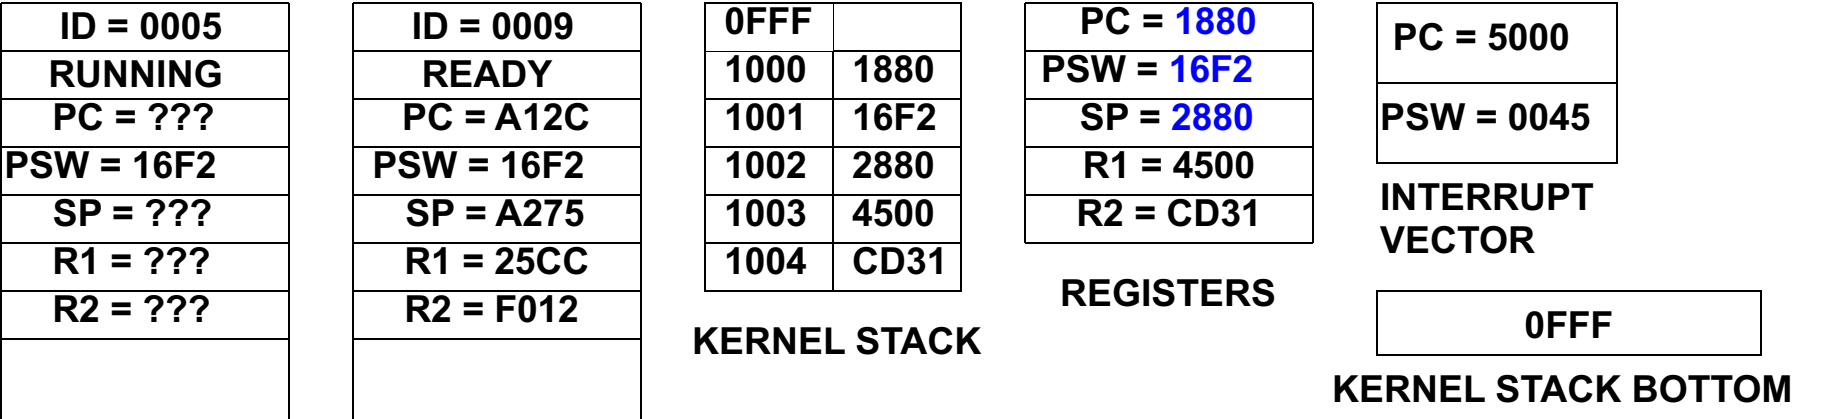 ID = 0005
RUNNING
PC = ???
PSW = 16F2
SP = ???
R1 = ???
R2 = ???
ID = 0009
READY
PC = A12C
PSW = 16F2
SP = A275
R1 = 25CC
R2 = F012
0FFF
1000 1880
1001 16F2
1002 2880
1003 4500
1004 CD31
KERNEL STACK
PC = 1880
PSW = 16F2
SP = 2880
R1 = 4500
R2 = CD31
REGISTERS
PC = 5000
PSW = 0045
INTERRUPT
VECTOR
0FFF
KERNEL STACK BOTTOM